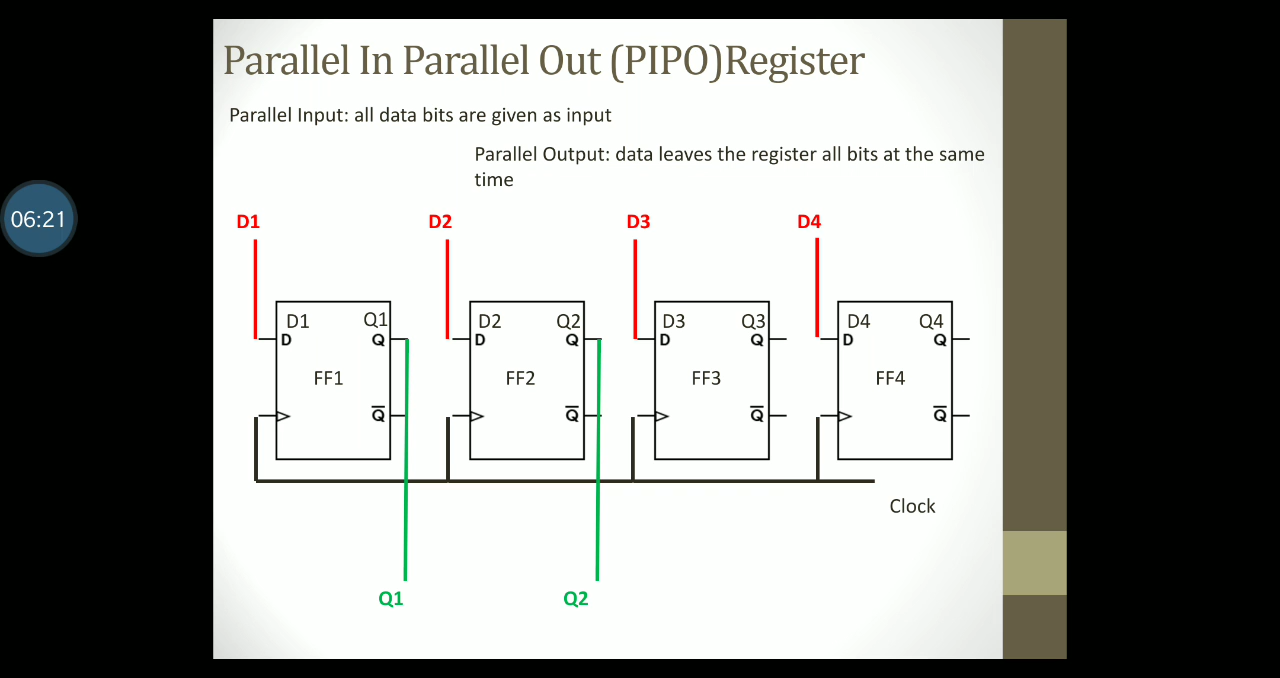 Parallel In Parallel Out (PIPO)Register
Parallel Input: all data bits are given as input
Parallel Output: data leaves the register all bits at the same
time
06:21
D1 D2 D3 D4
D1 Q1 D2 Q2 D3 Q3 D4 Q4
D Q D Q D Q D Q
FF1 FF2 FF3 FF4
Q̅ Q̅ Q̅ Q̅
Clock
Q1 Q2